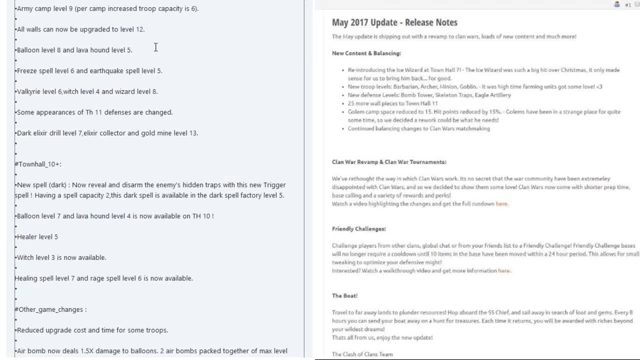 •Army camp level 9 (per camp increased troop capacity is 6).
•
•All walls can now be upgraded to level 12.
•
•Balloon level 8 and lava hound level 5.
•
•Freeze spell level 6 and earthquake spell level 5.
•
•Valkyrie level 6,witch level 4 and wizard level 8.
•
•Some appearances of Th 11 defenses are changed.
•
•Dark elixir drill level 7.elixir collector and gold mine level 13.
•
•
#Townhall_10+:
•
•New spell (dark) : Now reveal and disarm the enemy's hidden traps with this new Trigger
spell ! Having a spell capacity 2,this dark spell is available in the dark spell factory level 5.
•
•Balloon level 7 and lava hound level 4 is now available on TH 10 !
•
•Healer level 5
•
•Witch level 3 is now available.
•
Healing spell level 7 and rage spell level 6 is now available.
•
•
#Other_game_changes :
•
•Reduced upgrade cost and time for some troops.
•
•Air bomb now deals 1.5X damage to balloons. 2 air bombs packed together of max level
May 2017 Update - Release Notes
The May update is shipping out with a revamp to clan wars, loads of new content and much more!
New Content & Balancing:
• Re-introducing the Ice Wizard at Town Hall 7! - The Ice Wizard was such a big hit over Christmas, it only made
sense for us to bring him back... for good.
• New troop levels: Barbarian, Archer, Minion, Goblin. - It was high time farming units got some love! <3
• New defense Levels: Bomb Tower, Skeleton Traps, Eagle Artillery
• 25 more wall pieces to Town Hall 11
• Golem camp space reduced to 15. Hit points reduced by 15%. - Golems have been in a strange place for quite
some time, so we decided a rework could be what he needs!
• Continued balancing changes to Clan Wars matchmaking
Clan War Revamp & Clan War Tournaments:
We've rethought the way in which Clan Wars work. Its no secret that the war community have been extremeley
disappointed with Clan Wars, and so we decided to show them some love! Clan Wars now come with shorter prep time,
base calling and a variety of rewards and perks!
Watch a video highlighting the changes and get the full rundown here.
Friendly Challenges:
Challenge players from other clans, global chat or from your friends list to a Friendly Challenge! Friendly Challenge bases
will no longer require a cooldown until 10 items in the base have been moved within a 24 hour period. This allows for small
tweaking to optimize your defensive might!
Interested? Watch a walkthrough video and get more information here.
The Boat!
Travel to far away lands to plunder resources! Hop aboard the SS Chief, and sail away in search of loot and gems. Every 8
hours you can send your boat away on a hunt for treasures. Each time it returns, you will be awarded with riches beyond
your wildest dreams!
Thats all from us, enjoy the new update!
The Clash of Clans Team